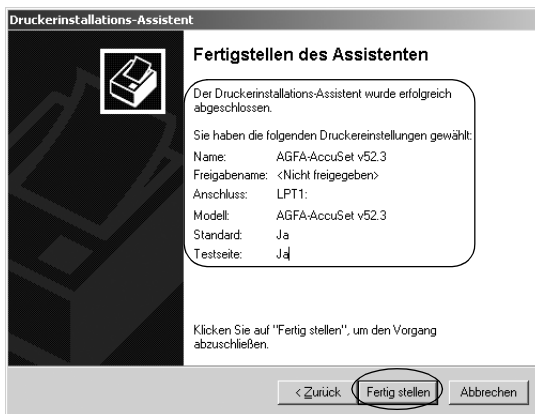 Druckerinstallations-Assistent
Fertigstellen des Assistenten
Der Druckerinstallations-Assistent wurde erfolgreich
abgeschlossen.
Sie haben die folgenden Druckereinstellungen gewählt:
Name: AGFA-AccuSet v52.3
Freigabename: <Nicht freigegeben>
Anschluss: LPT1:
Modell: AGFA-AccuSet v52.3
Standard: Ja
Testseite: Ja
Klicken Sie auf "Fertig stellen", um den Vorgang
abzuschließen.
< Zurück Fertig stellen Abbrechen